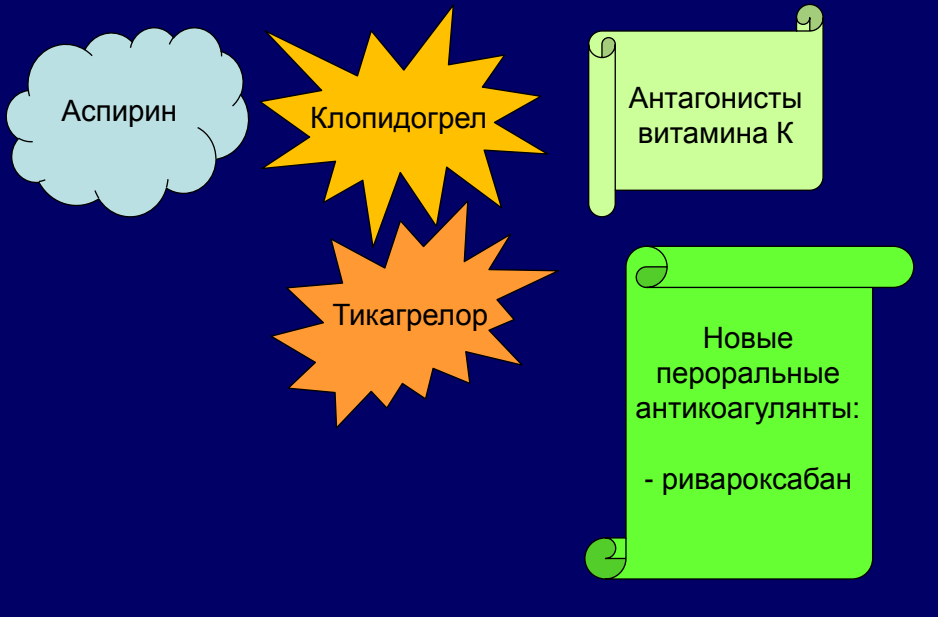 Аспирин
Клопидогрел
Антагонисты
витамина К
Тикагрелор
Новые
пероральные
антикоагулянты:
- ривароксабан